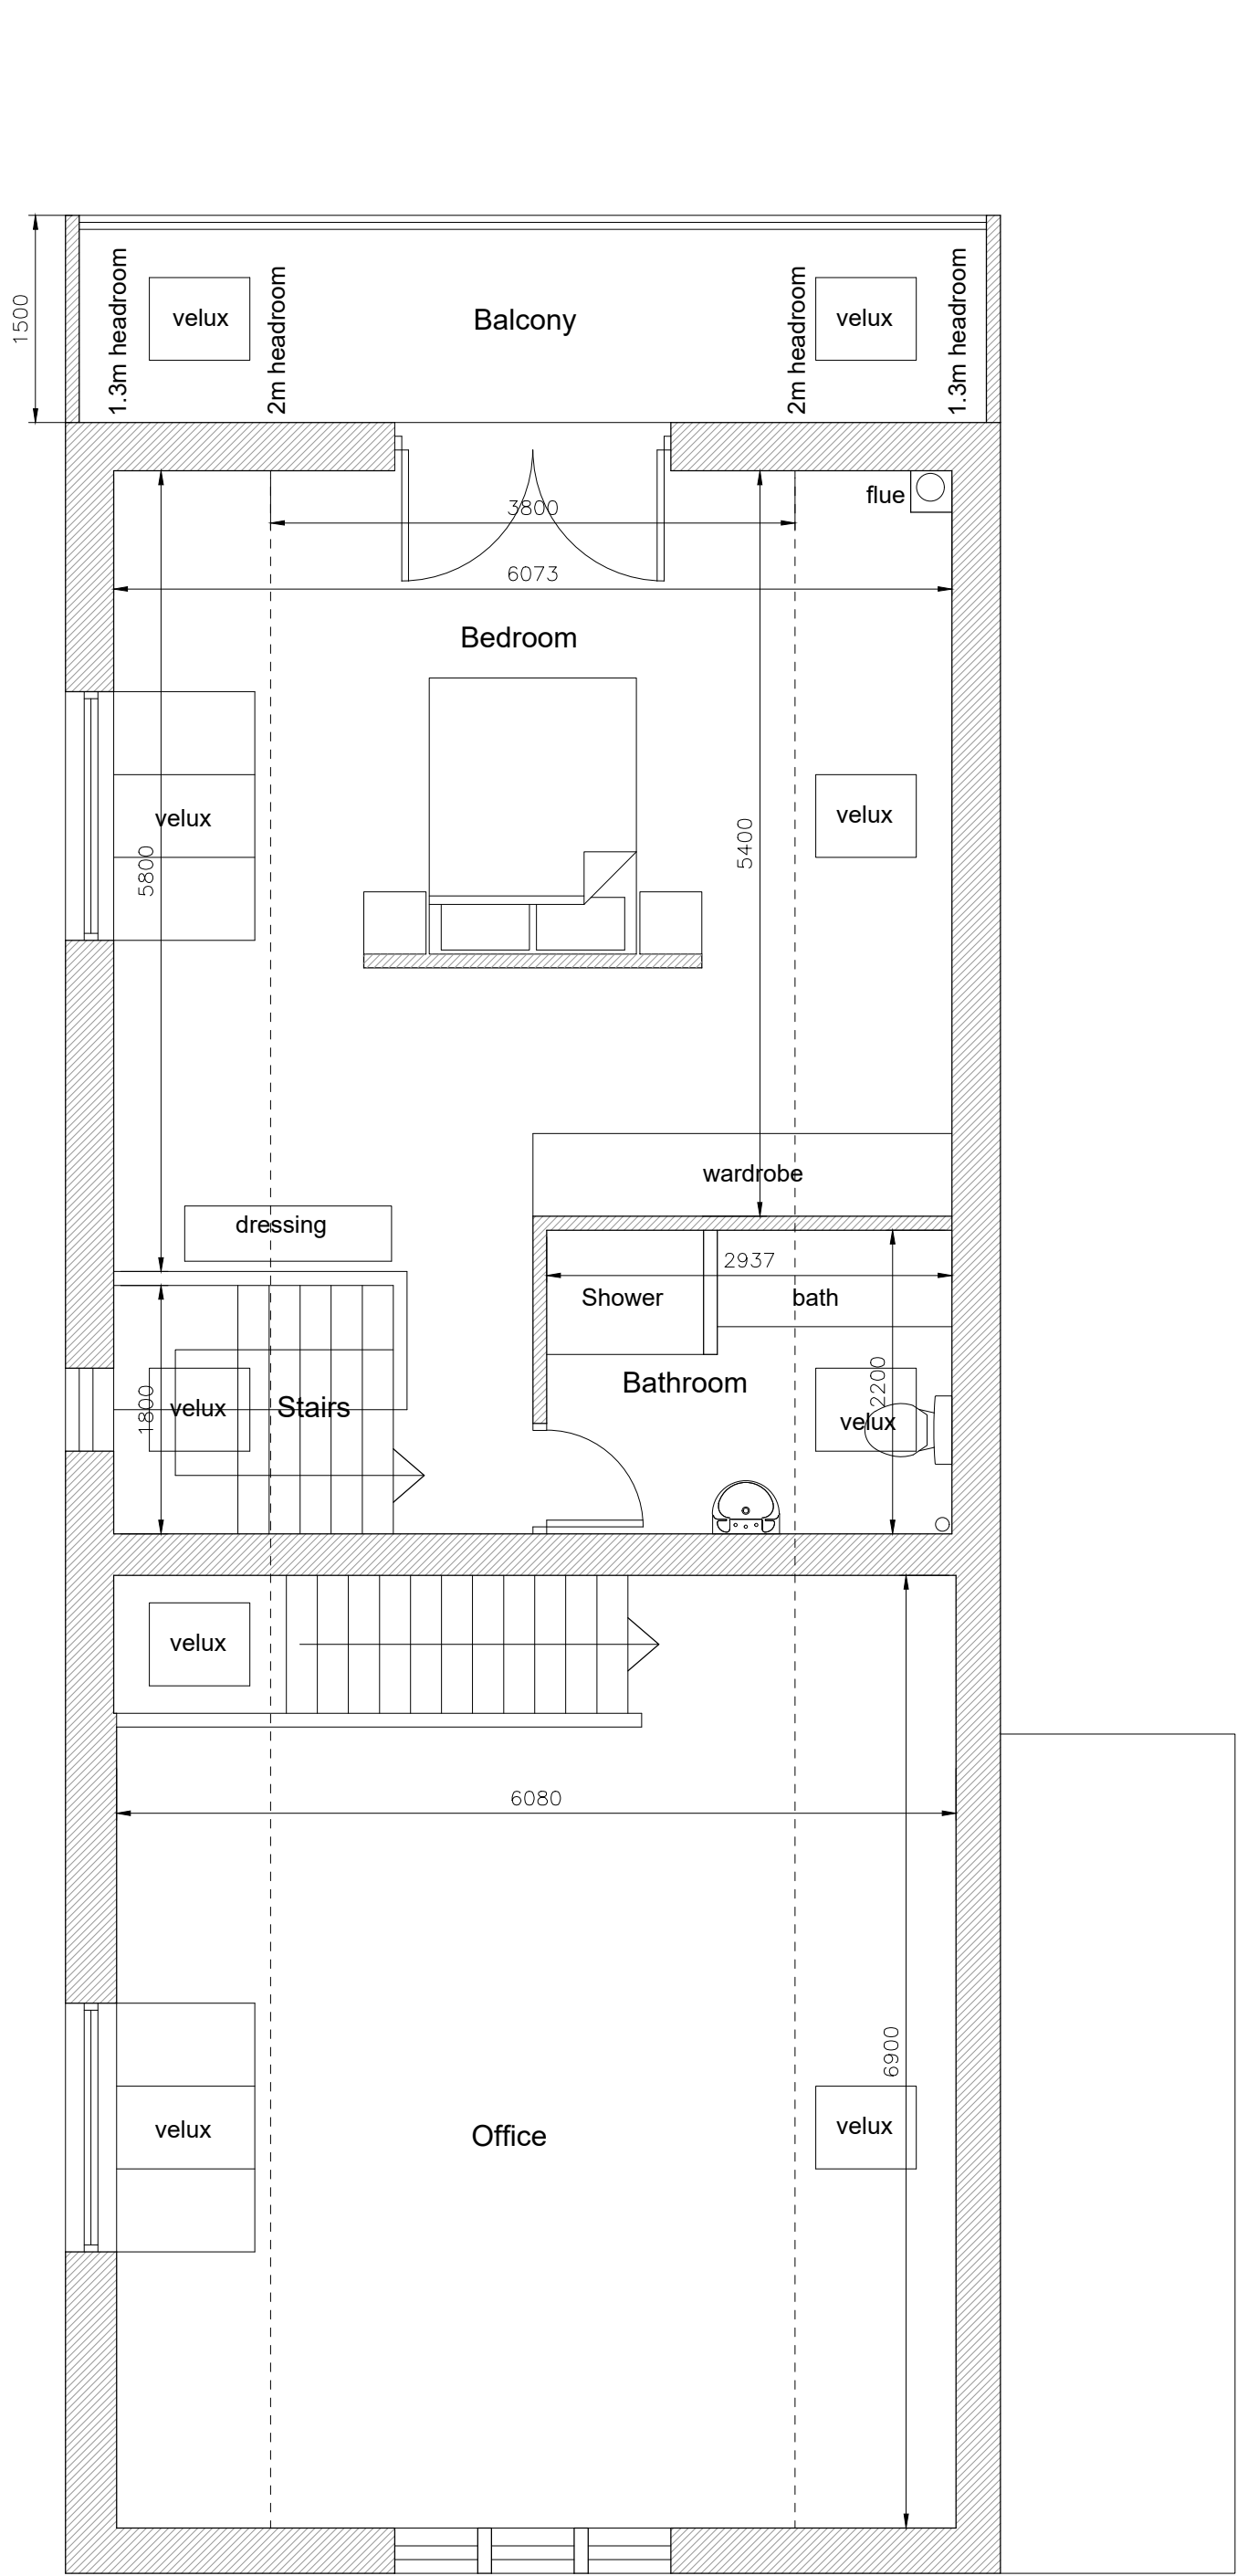 1500
1.3m headroom
velux
2m headroom
Balcony
2m headroom
velux
1.3m headroom
flue
3800
6073
Bedroom
velux
5800
5400
velux
wardrobe
dressing
2937
Shower
bath
Bathroom
1800
velux
Stairs
2200
velux
velux
6080
6900
velux
Office
velux